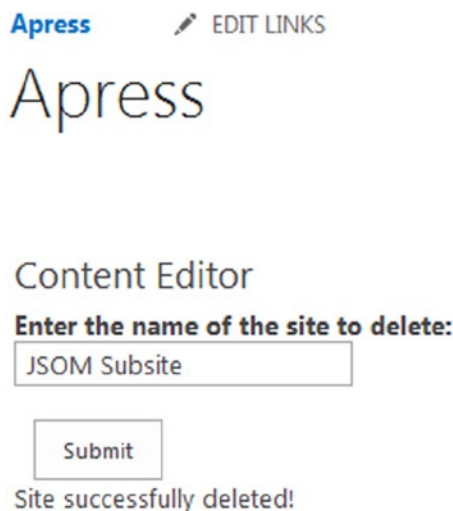 Apress EDIT LINKS
Apress
Content Editor
Enter the name of the site to delete:
JSOM Subsite
Submit
Site successfully deleted!